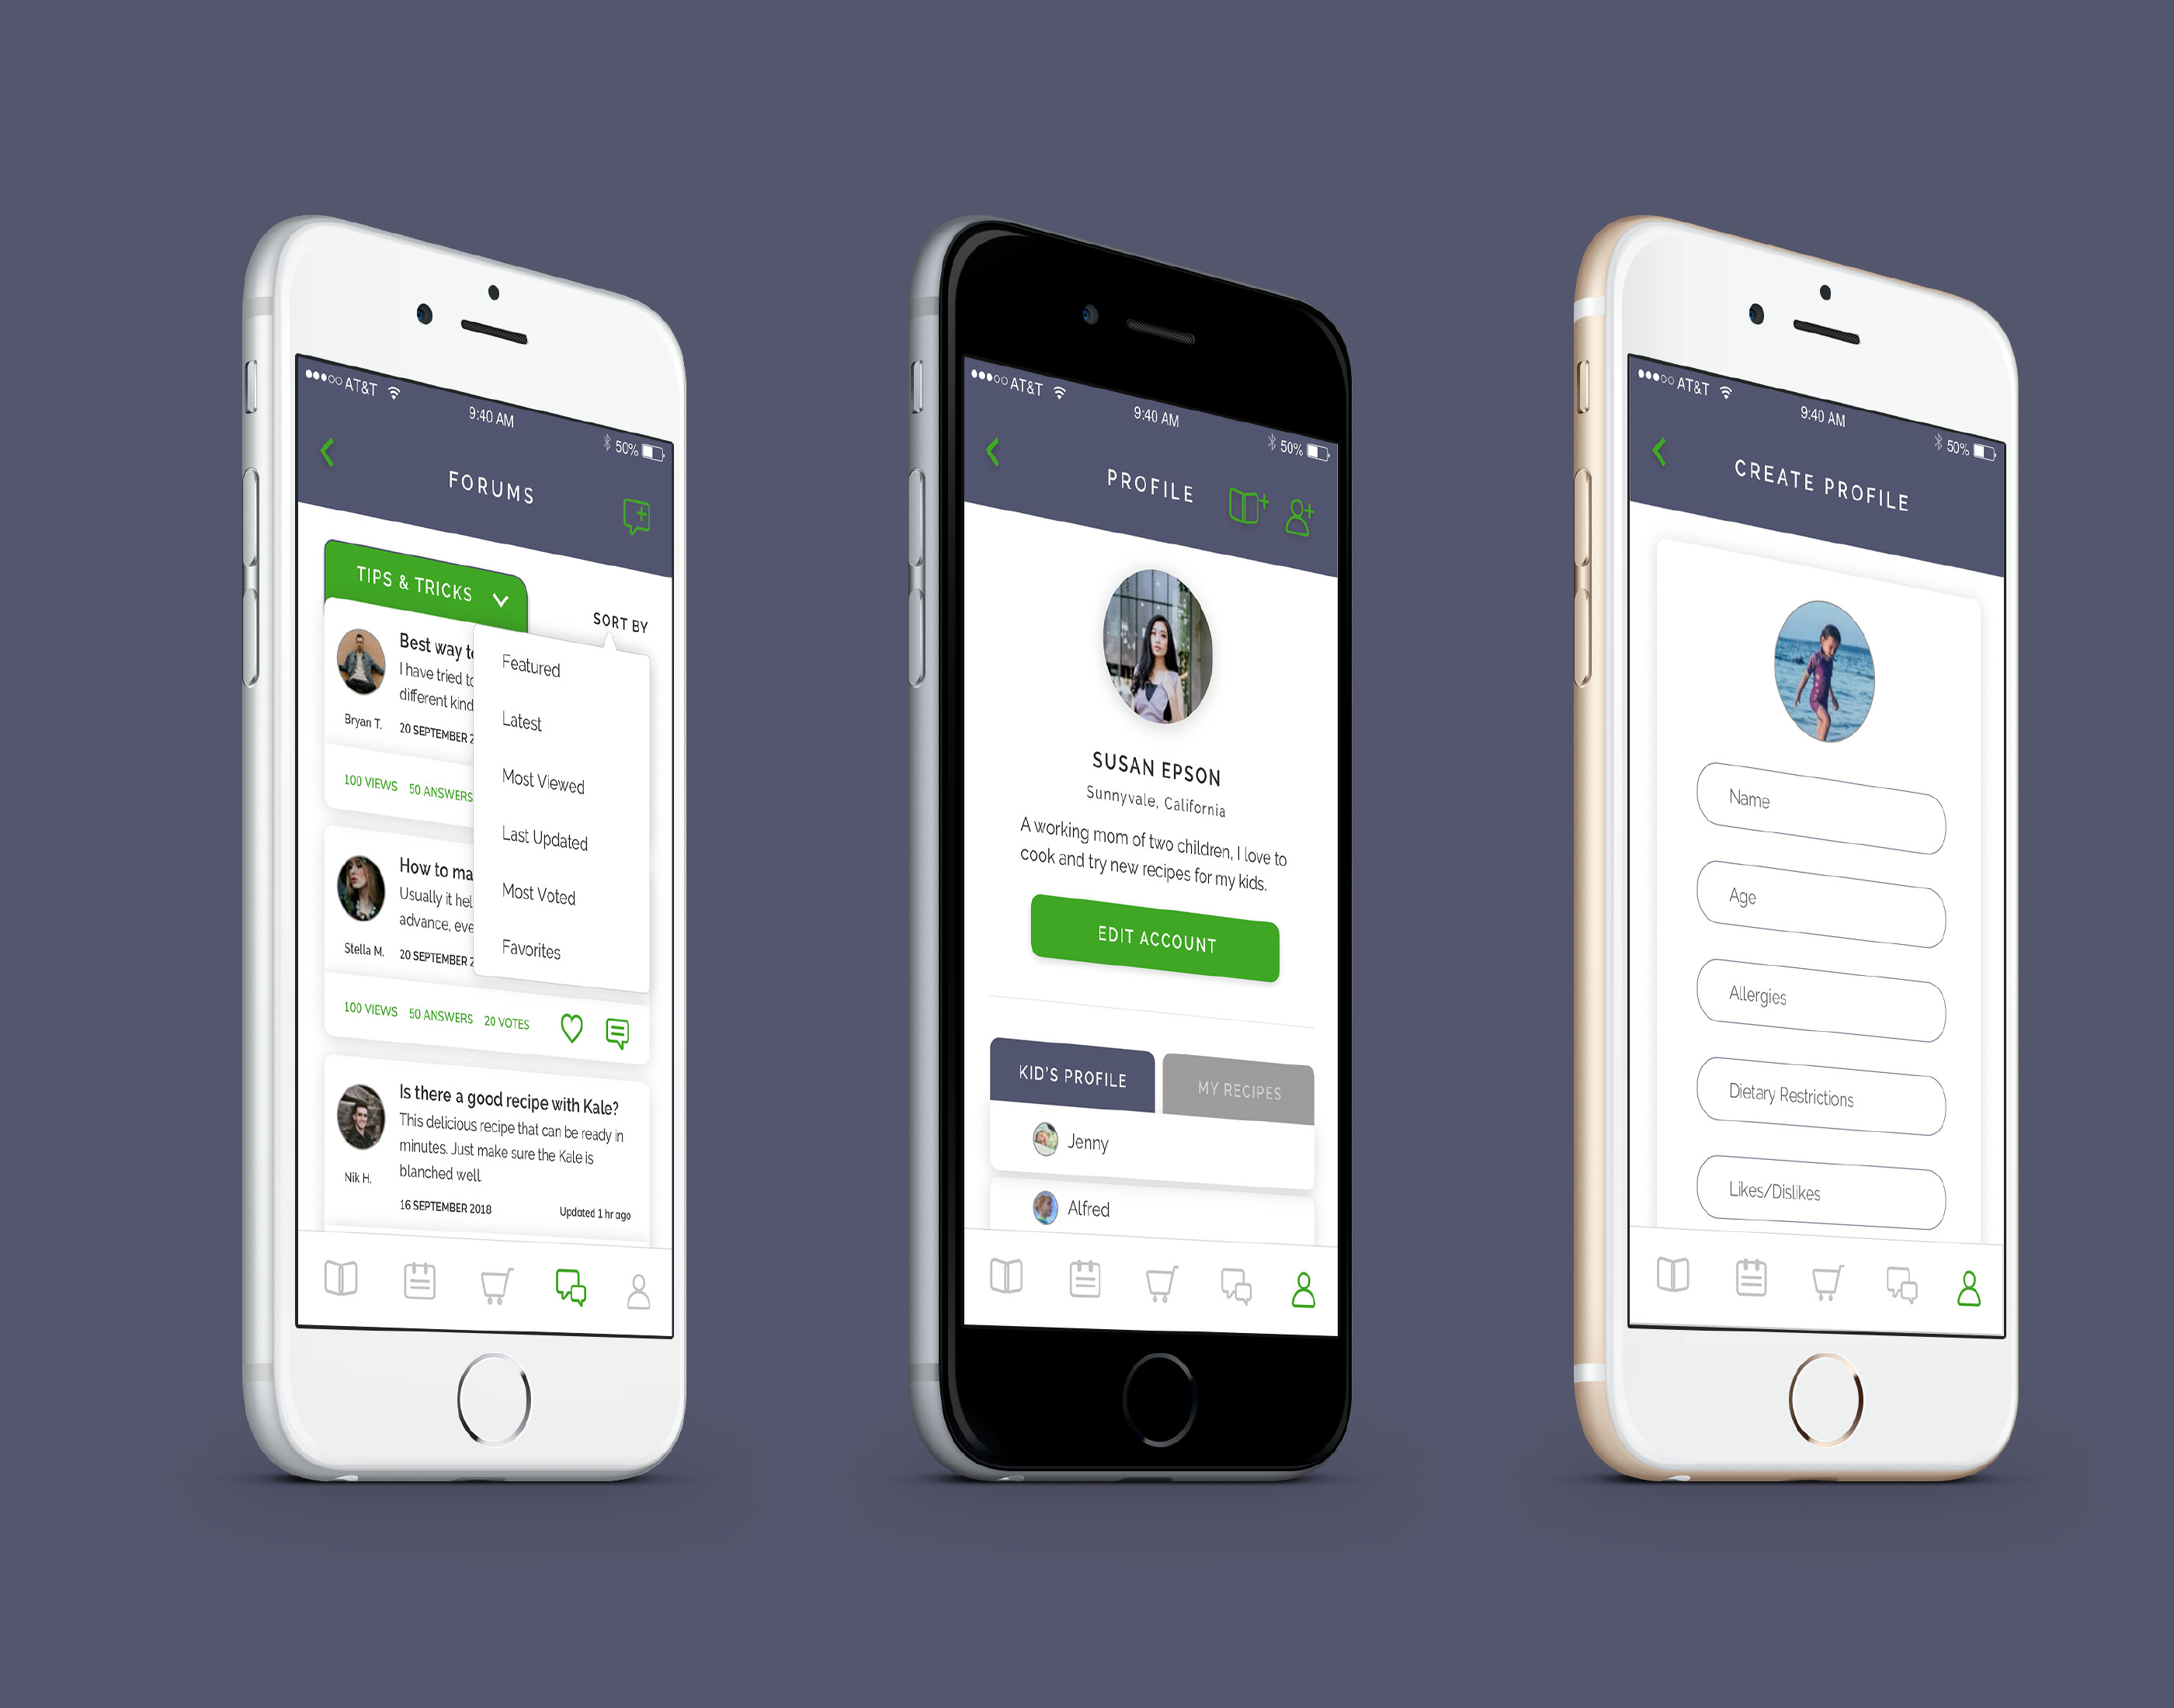 AT&T
9:40 AM
50%
FORUMS
TIPS & TRICKS
SORT BY
Featured
Latest
Most Viewed
Last Updated
Most Voted
Favorites
Best way
I have tried
different kind
Bryan T.
20 SEPTEMBER
100 VIEWS 50 ANSWERS
How to
Usually it
advance,
Stella M.
20 SEPTEMBER
100 VIEWS 50 ANSWERS 20 VOTES
Is there a good recipe with Kale?
This delicious recipe that can be ready in
minutes. Just make sure the Kale is
blanched well.
Nik H.
16 SEPTEMBER 2018 Updated 1 hr ago
AT&T
9:40 AM
50%
PROFILE
SUSAN EPSON
Sunnyvale, California
A working mom of two children, I love to
cook and try new recipes for my kids.
EDIT ACCOUNT
KID'S PROFILE
MY RECIPES
Jenny
Alfred
AT&T
9:40 AM
50%
CREATE PROFILE
Name
Age
Allergies
Dietary Restrictions
Likes/Dislikes